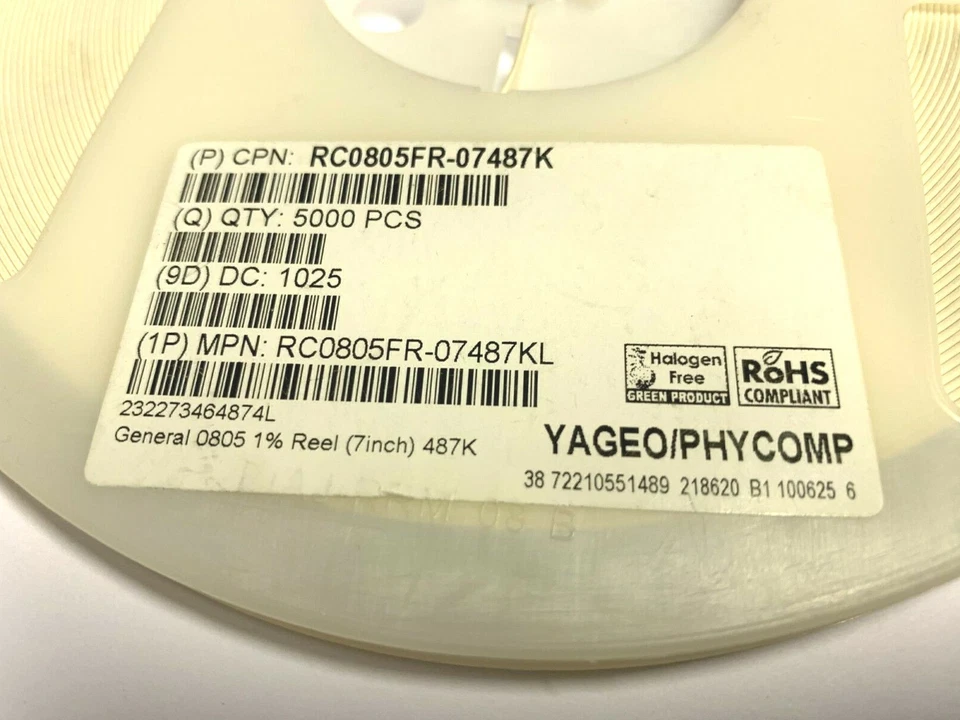 (P) CPN: RC0805FR-07487K
(Q) QTY: 5000 PCS
(9D) DC: 1025
(1P) MPN: RC0805FR-07487KL
232273464874L
General 0805 1% Reel (7inch) 487K
Halogen
Free
GREEN PRODUCT
RoHS
COMPLIANT
YAGEO/PHYCOMP
38 72210551489 218620 B1 100625 6